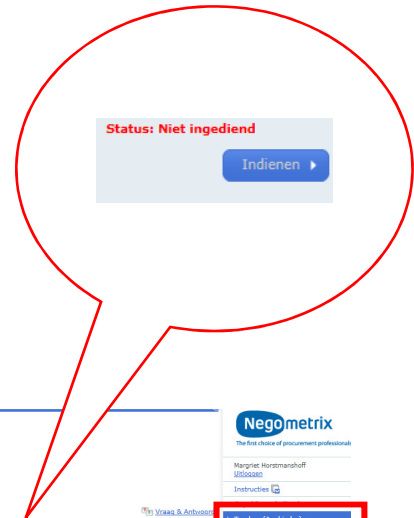 Status: Niet ingediend
Indienen
Negometrix
The first choice of procurement professionals
Margriet Horstmanshoff
Uitloggen
Instructies
Vraag & Antwoord